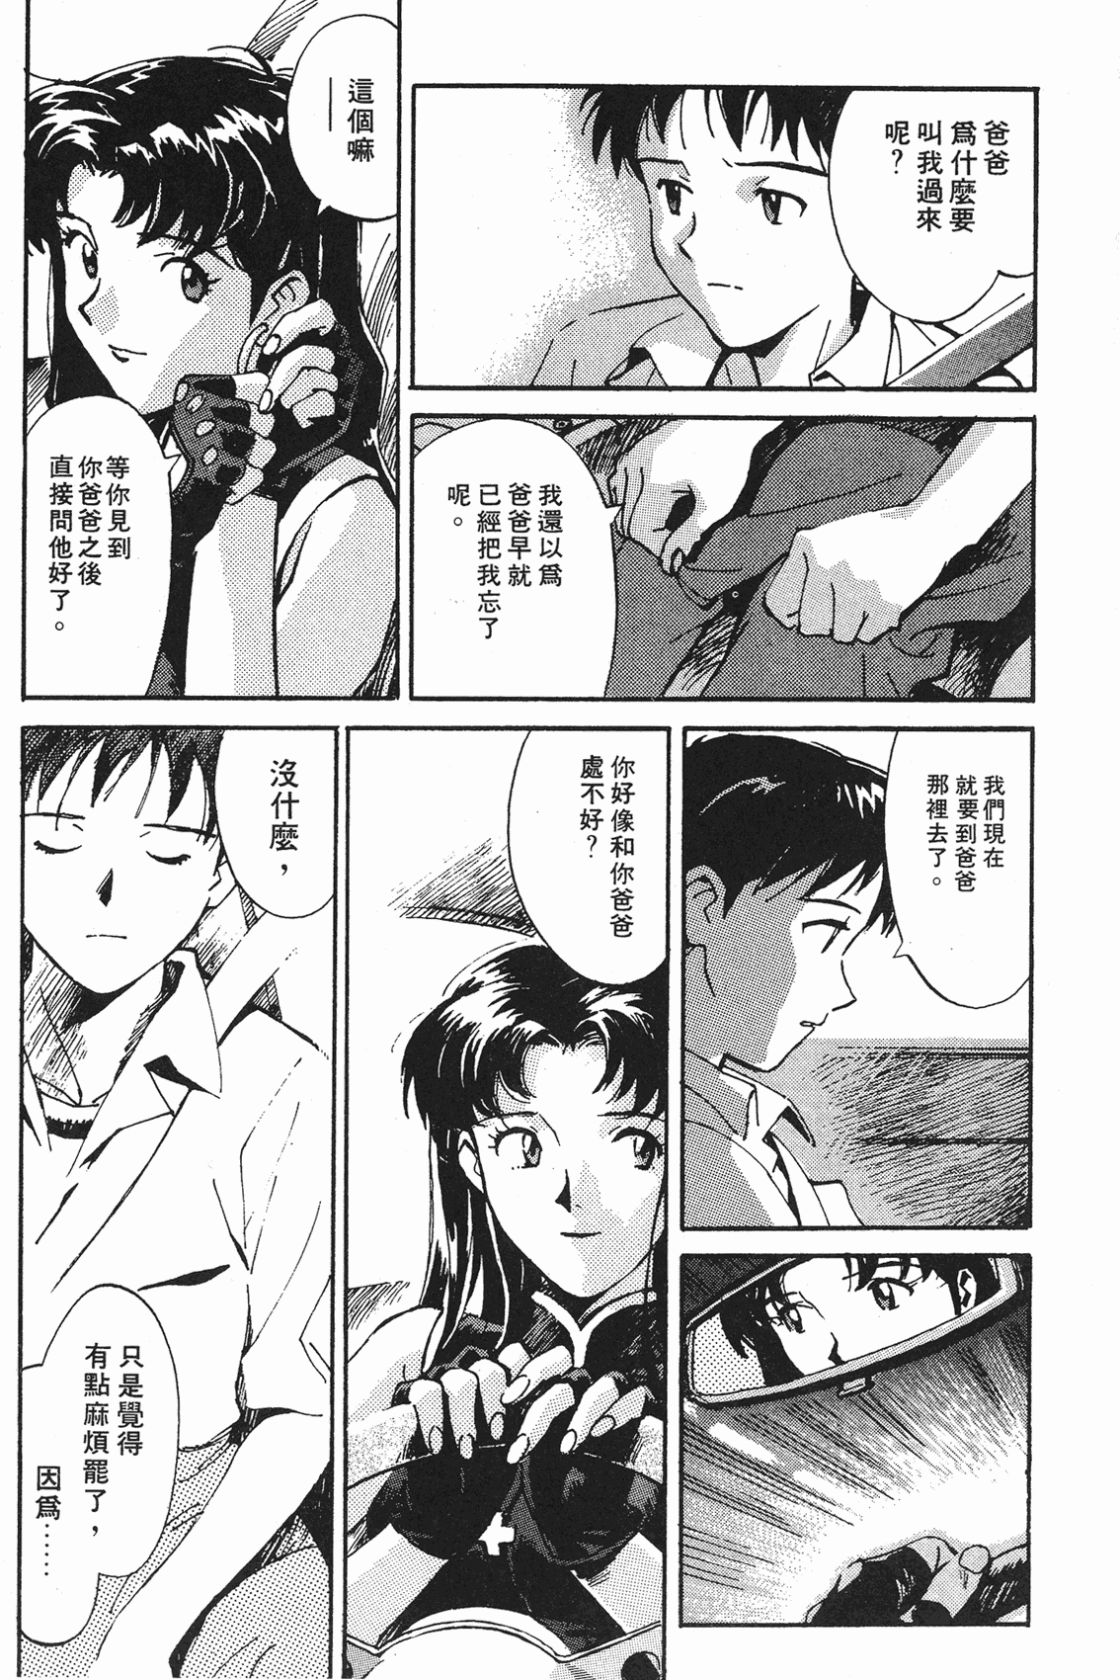 爸爸
爲什麼要
叫我過來
呢？
我還以爲
爸爸早就
已經把我忘了
呢。
這個嘛
──
等你見到
你爸爸之後
直接問他好了。
我們現在
就要到爸爸
那裡去了。
你好像和你爸爸
處不好？
沒什麼，
只是覺得
有點麻煩罷了，
因爲……